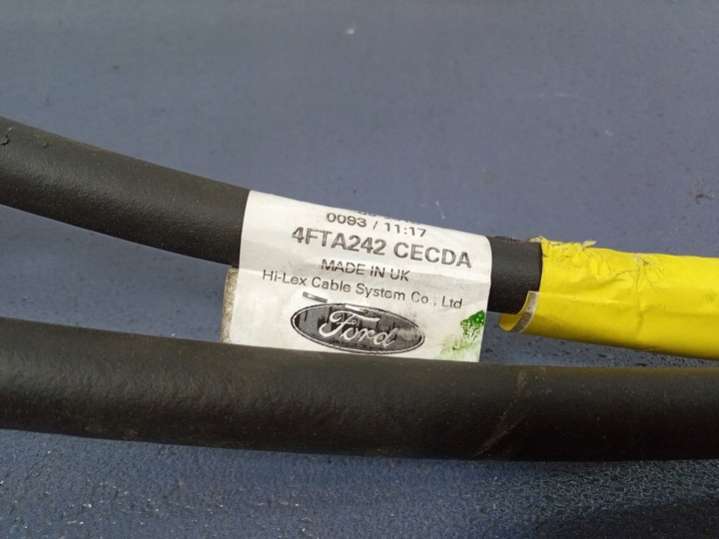 0093 / 11:17
4FTA242 CECDA
MADE IN UK
Hi-Lex Cable System Co., Ltd
Ford